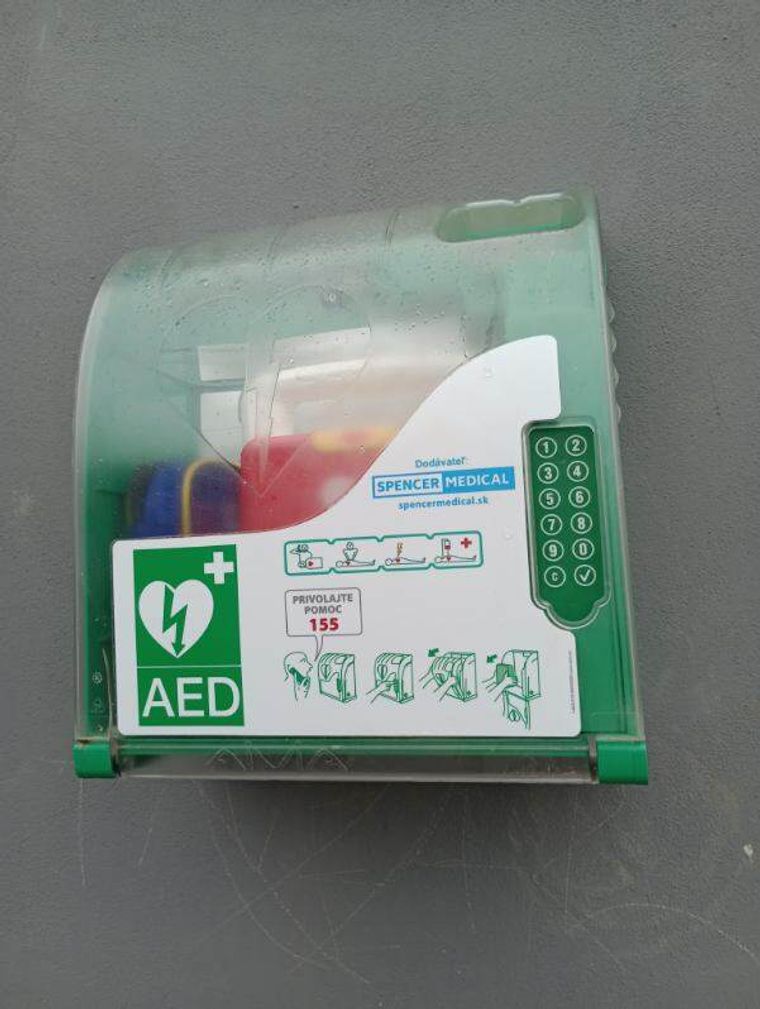 Dodávateľ:
SPENCER MEDICAL
spencermedical.sk
1 2
3 4
5 6
7 8
9 0
C ✓
PRIVOLAJTE
POMOC
155
AED